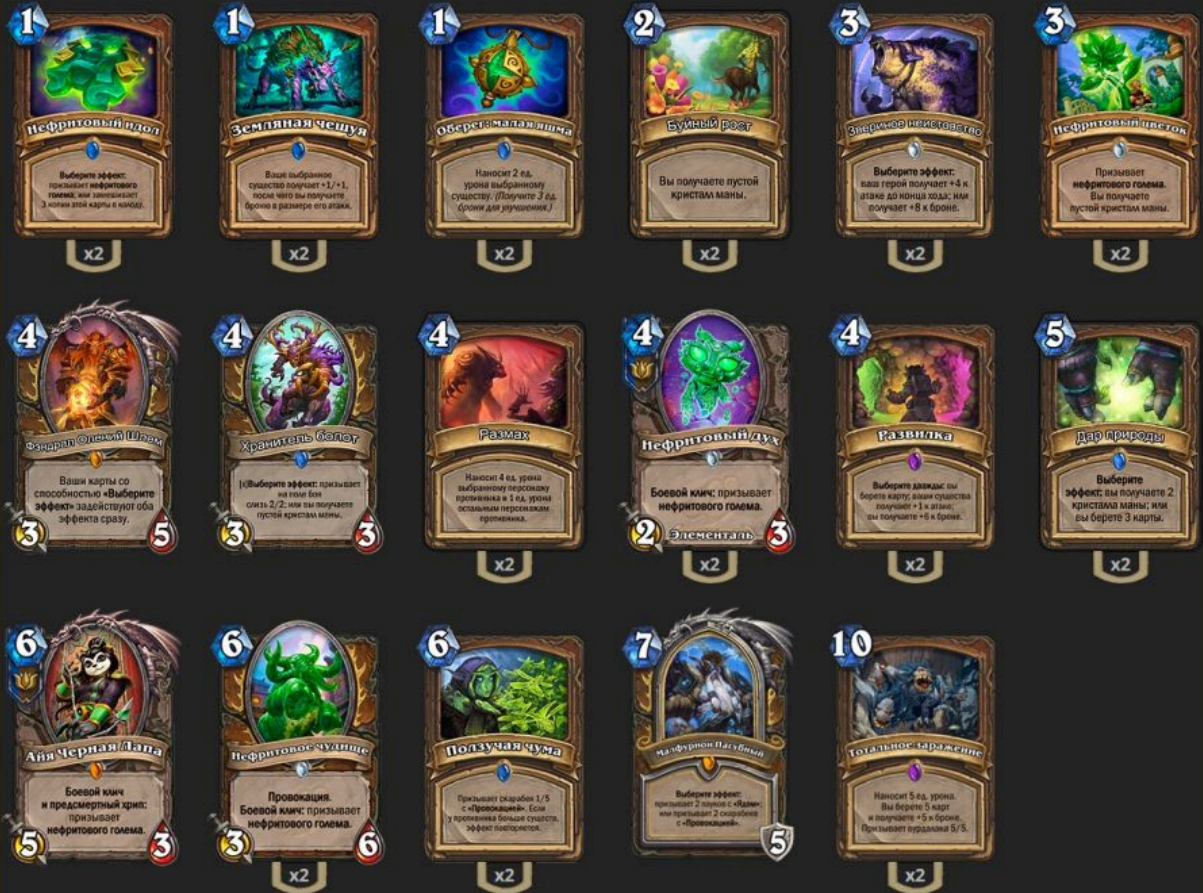 1
Нефритовый идол
Выберите эффект:
призывает нефритового
голема; или замешивает
3 копии этой карты в колоду.
x2
1
Земляная чешуя
Ваше выбранное
существо получает +1/+1,
после чего вы получаете
броню в размере его атаки.
x2
1
Оберег: малая яшма
Наносит 2 ед.
урона выбранному
существу. (Получите 3 ед.
брони для улучшения.)
x2
2
Буйный рост
Вы получаете пустой
кристалл маны.
x2
3
Звериное неистовство
Выберите эффект:
ваш герой получает +4 к
атаке до конца хода; или
получает +8 к броне.
x2
3
Нефритовый цветок
Призывает
нефритового голема.
Вы получаете
пустой кристалл маны.
x2
4
Фэндрал Олений Шлем
Ваши карты со
способностью «Выберите
эффект» задействуют оба
эффекта сразу.
3
5
4
Хранитель болот
[x]Выберите эффект: призывает
на поле боя
слизь 2/2; или вы получаете
пустой кристалл маны.
3
3
4
Размах
Наносит 4 ед. урона
выбранному персонажу
противника и 1 ед. урона
остальным персонажам
противника.
x2
4
Нефритовый дух
Боевой клич: призывает
нефритового голема.
2
Элементаль
3
x2
4
Развилка
Выберите дважды: вы
берете карту; ваши существа
получают +1 к атаке;
вы получаете +6 к броне.
x2
5
Дар природы
Выберите
эффект: вы получаете 2
кристалла маны; или
вы берете 3 карты.
x2
6
Айя Черная Лапа
Боевой клич
и предсмертный хрип:
призывает
нефритового голема.
5
3
6
Нефритовое чудище
Провокация.
Боевой клич: призывает
нефритового голема.
3
6
x2
6
Ползучая чума
Призывает скарабея 1/5
с «Провокацией». Если
у противника больше существ,
эффект повторяется.
x2
7
Малфурион Пагубный
Выберите эффект:
призывает 2 пауков с «Ядом»;
или призывает 2 скарабеев
с «Провокацией».
5
10
Тотальное заражение
Наносит 5 ед. урона.
Вы берете 5 карт
и получаете +5 к броне.
Призывает вурдалака 5/5.
x2